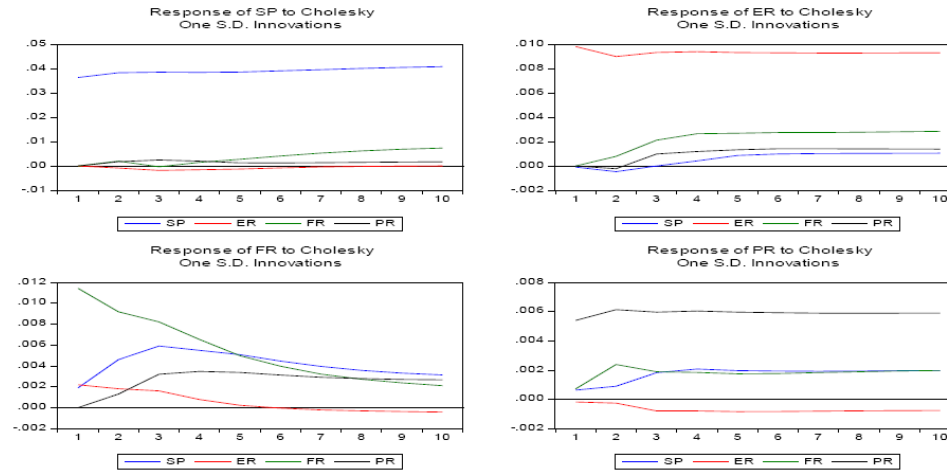 Response of SP to Cholesky
One S.D. Innovations
.05
.04
.03
.02
.01
.00
-.01
1 2 3 4 5 6 7 8 9 10
SP ER FR PR
Response of ER to Cholesky
One S.D. Innovations
.010
.008
.006
.004
.002
.000
-.002
1 2 3 4 5 6 7 8 9 10
SP ER FR PR
Response of FR to Cholesky
One S.D. Innovations
.012
.010
.008
.006
.004
.002
.000
-.002
1 2 3 4 5 6 7 8 9 10
SP ER FR PR
Response of PR to Cholesky
One S.D. Innovations
.008
.006
.004
.002
.000
-.002
1 2 3 4 5 6 7 8 9 10
SP ER FR PR